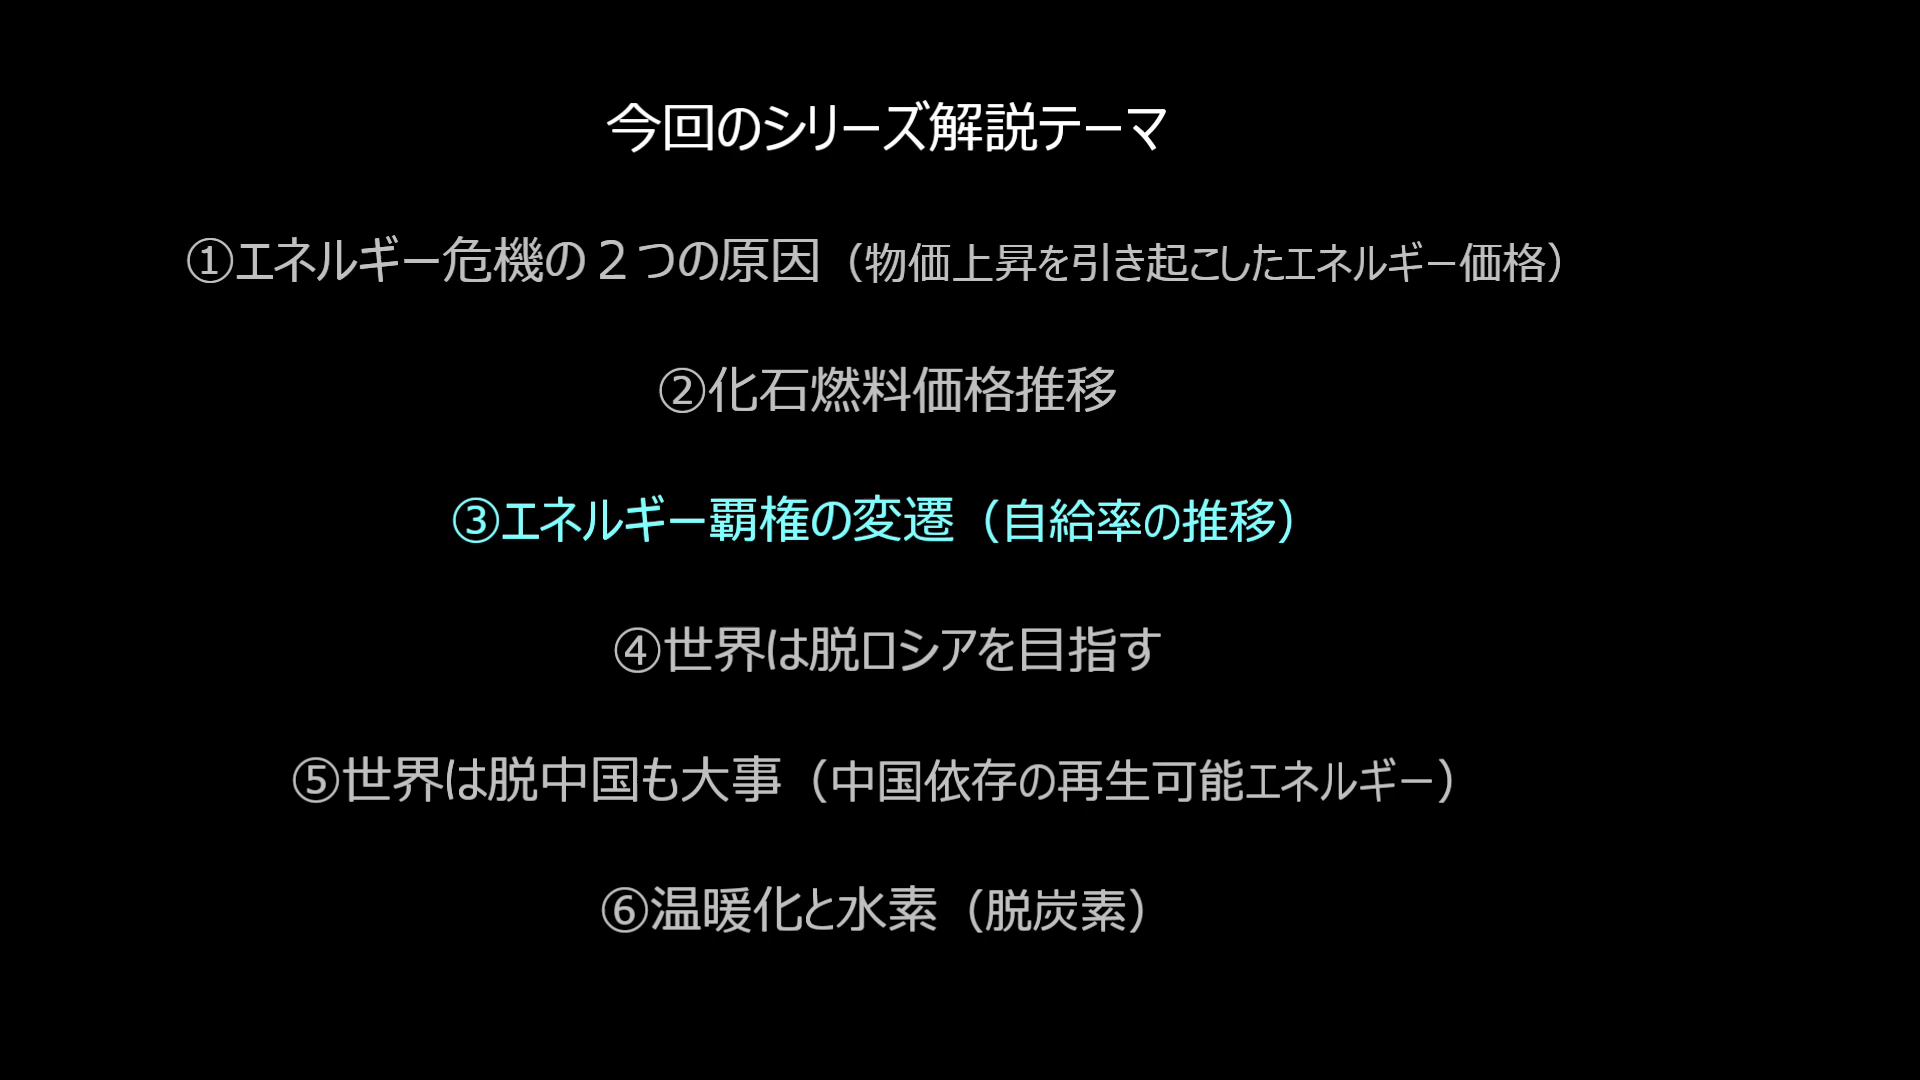 今回のシリーズ解説テーマ
①エネルギー危機の２つの原因（物価上昇を引き起こしたエネルギー価格）
②化石燃料価格推移
③エネルギー覇権の変遷（自給率の推移）
④世界は脱ロシアを目指す
⑤世界は脱中国も大事（中国依存の再生可能エネルギー）
⑥温暖化と水素（脱炭素）